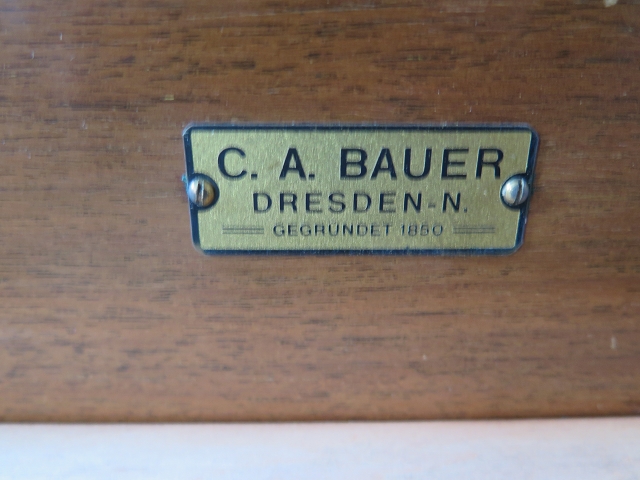 C. A. BAUER
DRESDEN-N.
GEGRÜNDET 1850